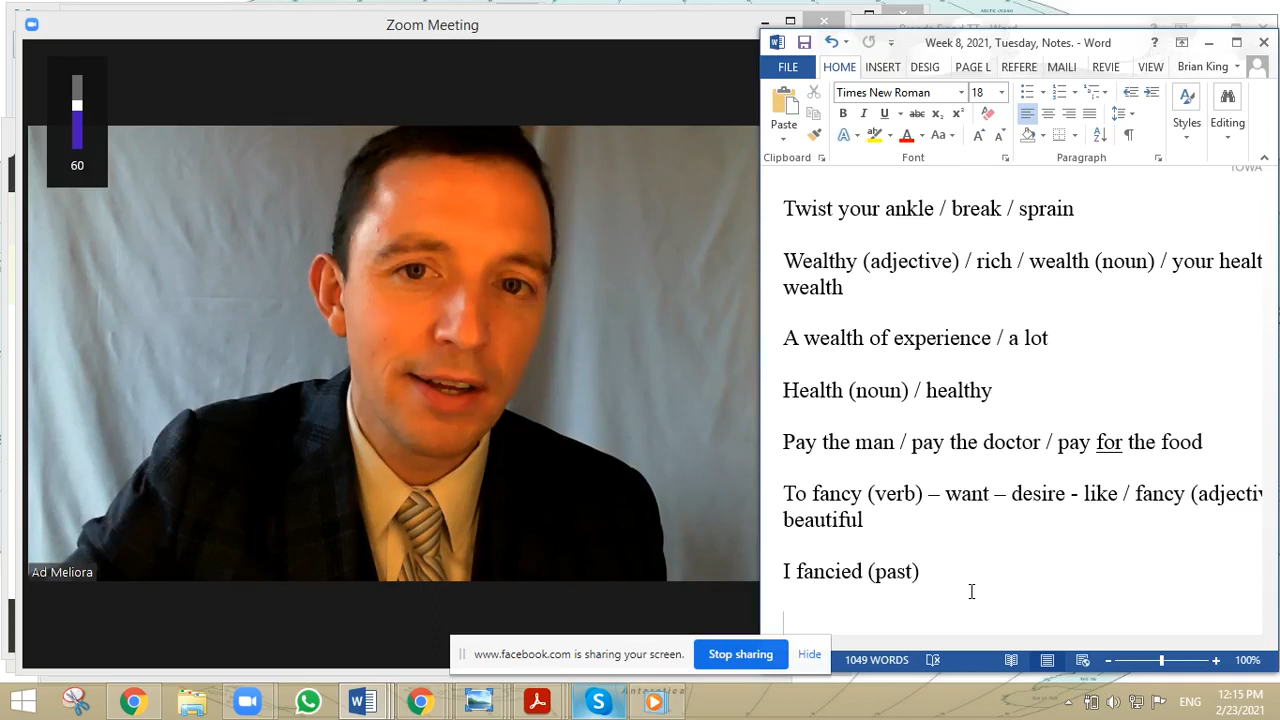 Zoom Meeting
60
Ad Meliora
Week 8, 2021, Tuesday, Notes. - Word
FILE HOME INSERT DESIG PAGE L REFERE MAILI REVIE VIEW Brian King
Times New Roman 18
Paste
Styles
Editing
Clipboard Font Paragraph
IOWA
Twist your ankle / break / sprain
Wealthy (adjective) / rich / wealth (noun) / your healt
wealth
A wealth of experience / a lot
Health (noun) / healthy
Pay the man / pay the doctor / pay for the food
To fancy (verb) – want – desire - like / fancy (adjectiv
beautiful
I fancied (past)
www.facebook.com is sharing your screen. Stop sharing Hide
1049 WORDS 100%
ENG
12:15 PM
2/23/2021